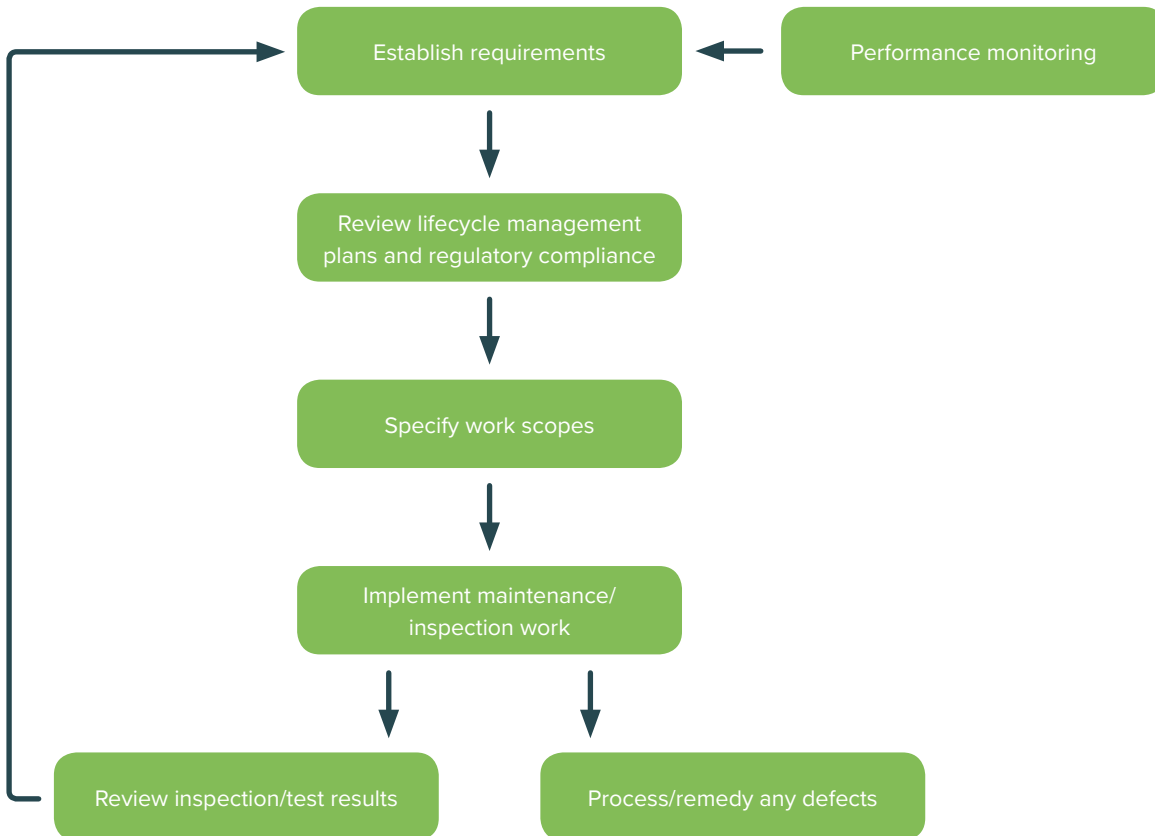 Establish requirements
Performance monitoring
Review lifecycle management
plans and regulatory compliance
Specify work scopes
Implement maintenance/
inspection work
Review inspection/test results
Process/remedy any defects